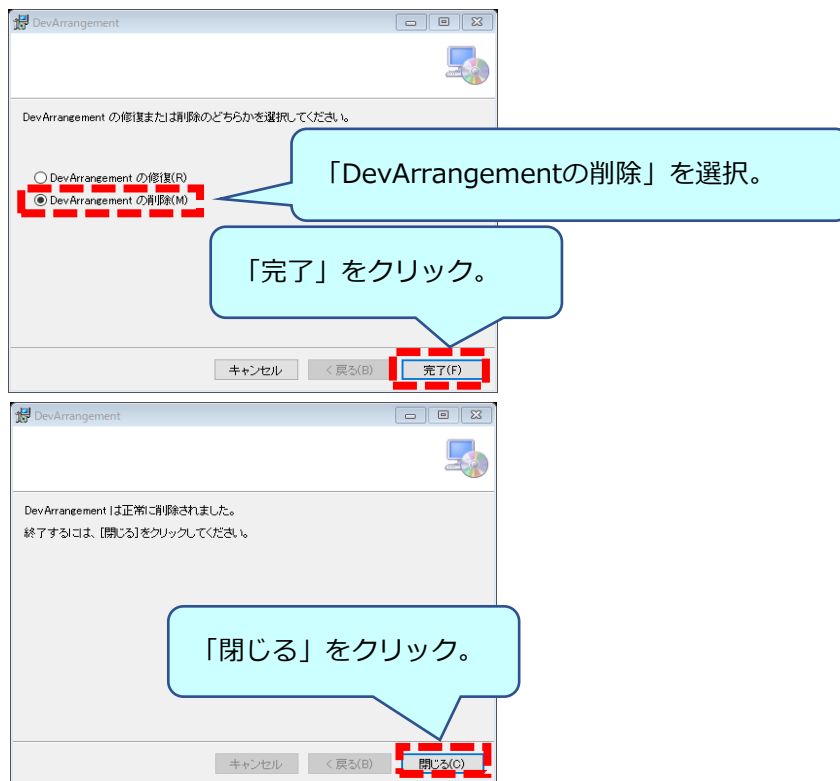 DevArrangement
DevArrangement の修復または削除のどちらかを選択してください。
DevArrangement の修復(R)
DevArrangement の削除(M)
「DevArrangementの削除」を選択。
「完了」をクリック。
キャンセル
< 戻る(B)
完了(F)
DevArrangement
DevArrangement は正常に削除されました。
終了するには、[閉じる]をクリックしてください。
「閉じる」をクリック。
キャンセル
< 戻る(B)
閉じる(C)